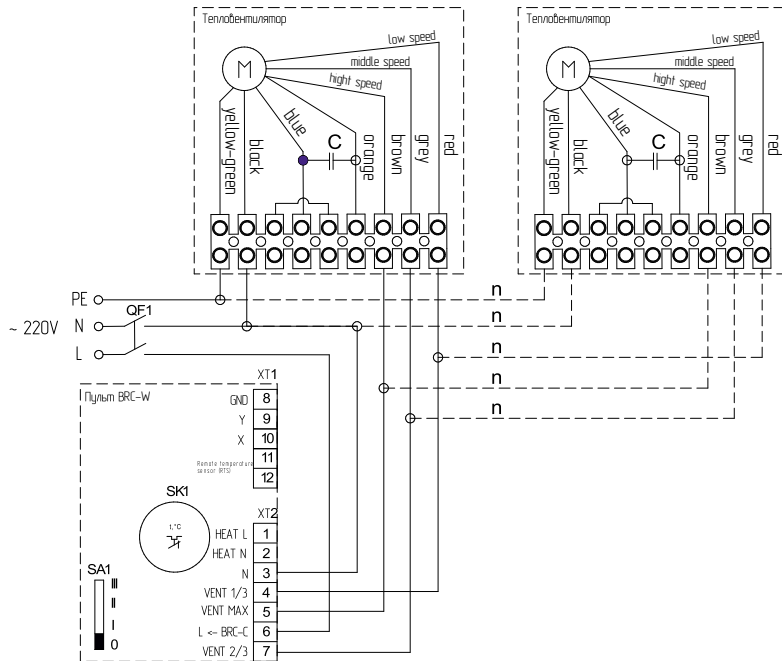 Тепловентилятор
low speed
middle speed
hight speed
M
yellow-green
black
blue
C
orange
brown
grey
red
Тепловентилятор
low speed
middle speed
hight speed
M
yellow-green
black
blue
C
orange
brown
grey
red
PE
n
QF1
~ 220V N
n
L
n
n
n
XT1
Пульт BRC-W
GND 8
Y 9
X 10
11
Remote temperature
sensor (RTS)
12
SK1
t,°C
XT2
HEAT L 1
HEAT N 2
N 3
SA1
III
VENT 1/3 4
II
VENT MAX 5
I
L <- BRC-C 6
0
VENT 2/3 7